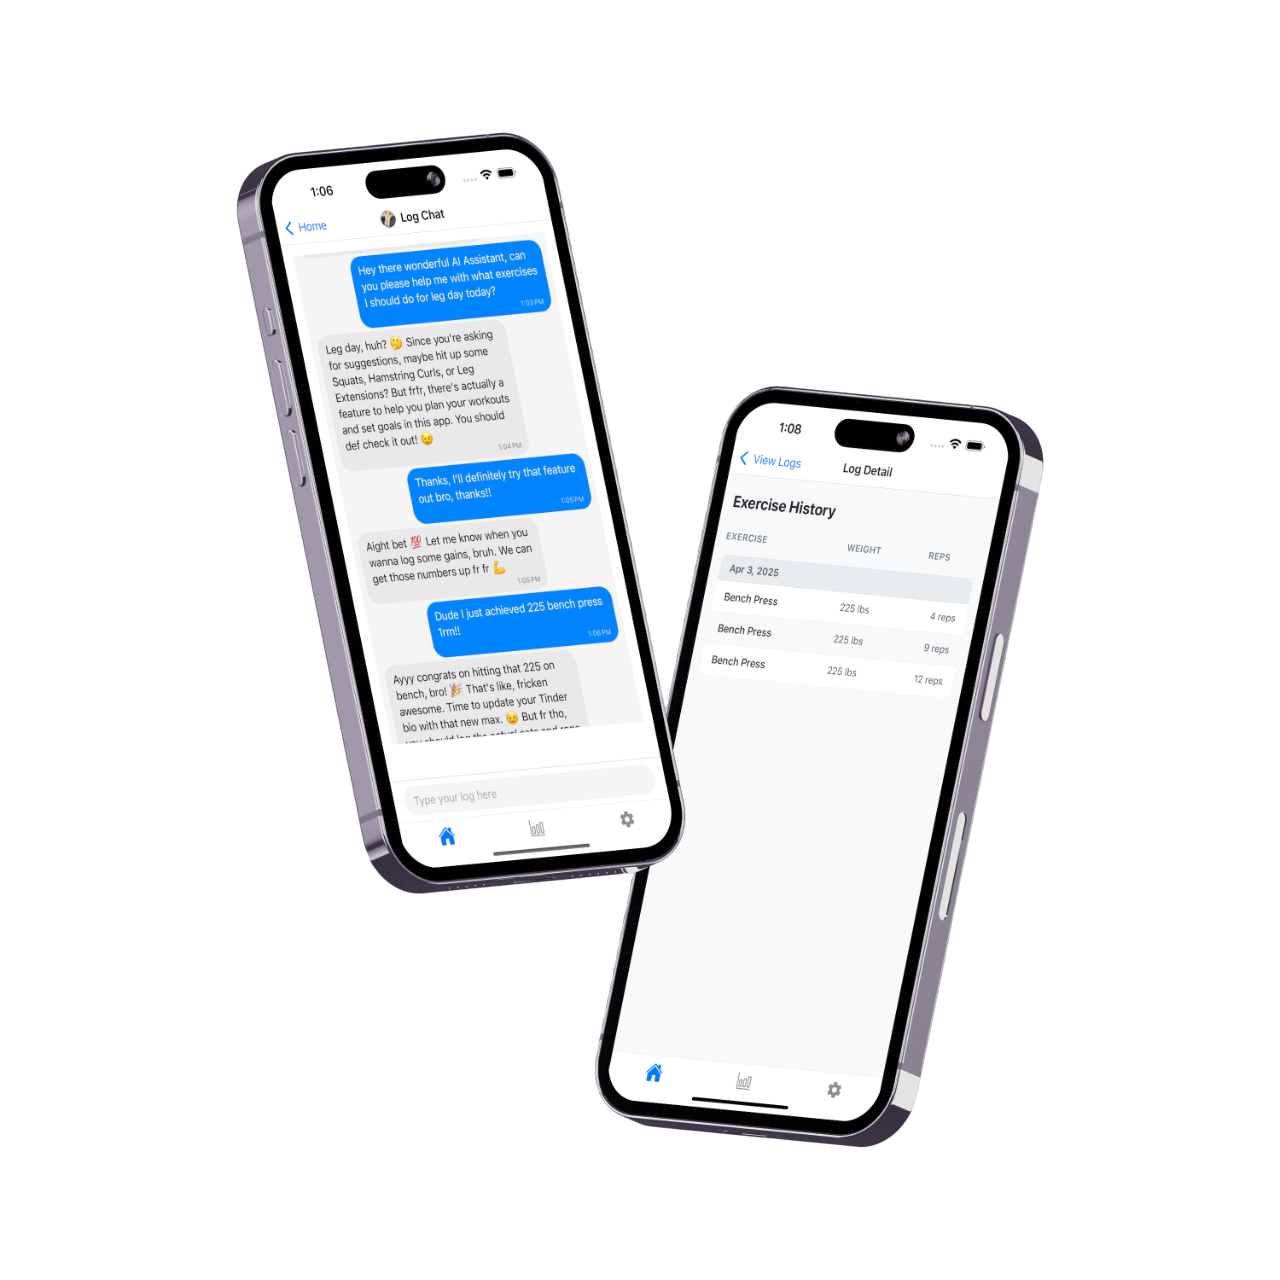 1:06
Home
Log Chat
Hey there wonderful AI Assistant, can
you please help me with what exercises
I should do for leg day today?
1:03 PM
Leg day, huh? 🤔 Since you're asking
for suggestions, maybe hit up some
Squats, Hamstring Curls, or Leg
Extensions? But frfr, there's actually a
feature to help you plan your workouts
and set goals in this app. You should
def check it out! 😉
1:04 PM
Thanks, I'll definitely try that feature
out bro, thanks!!
1:05 PM
Aight bet 💯 Let me know when you
wanna log some gains, bruh. We can
get those numbers up fr fr 💪
1:05 PM
Dude I just achieved 225 bench press
1rm!!
1:06 PM
Ayyy congrats on hitting that 225 on
bench, bro! 🎉 That's like, fricken
awesome. Time to update your Tinder
bio with that new max. 😉 But fr tho,
you should log the actual sets and reps
Type your log here
1:08
View Logs
Log Detail
Exercise History
EXERCISE WEIGHT REPS
Apr 3, 2025
Bench Press 225 lbs 4 reps
Bench Press 225 lbs 9 reps
Bench Press 225 lbs 12 reps